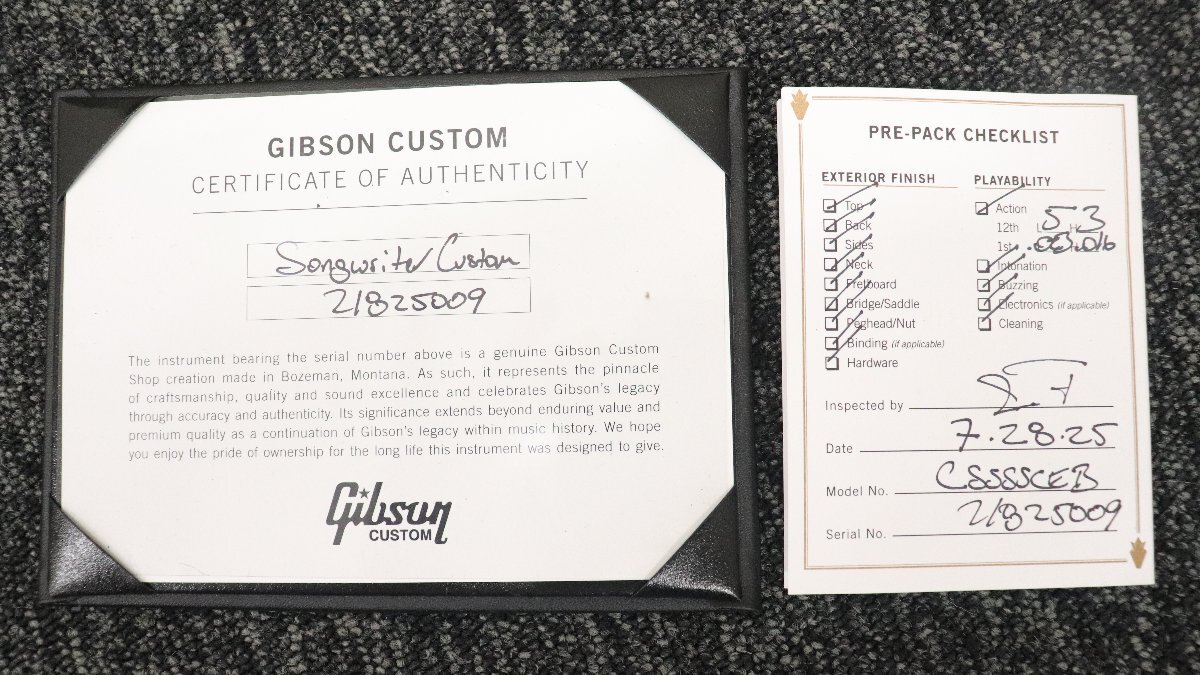 GIBSON CUSTOM
CERTIFICATE OF AUTHENTICITY
Songwriter Custom
21825009
The instrument bearing the serial number above is a genuine Gibson Custom
Shop creation made in Bozeman, Montana. As such, it represents the pinnacle
of craftsmanship, quality and sound excellence and celebrates Gibson's legacy
through accuracy and authenticity. Its significance extends beyond enduring value and
premium quality as a continuation of Gibson's legacy within music history. We hope
you enjoy the pride of ownership for the long life this instrument was designed to give.
Gibson
CUSTOM
PRE-PACK CHECKLIST
EXTERIOR FINISH
Top
Back
Sides
Neck
Fretboard
Bridge/Saddle
Peghead/Nut
Binding (if applicable)
Hardware
PLAYABILITY
Action
12th L 5 H 3
1st
Intonation
Buzzing
Electronics (if applicable)
Cleaning
Inspected by
Date 7.28.25
Model No. CSSSSCEB
Serial No. 21825009